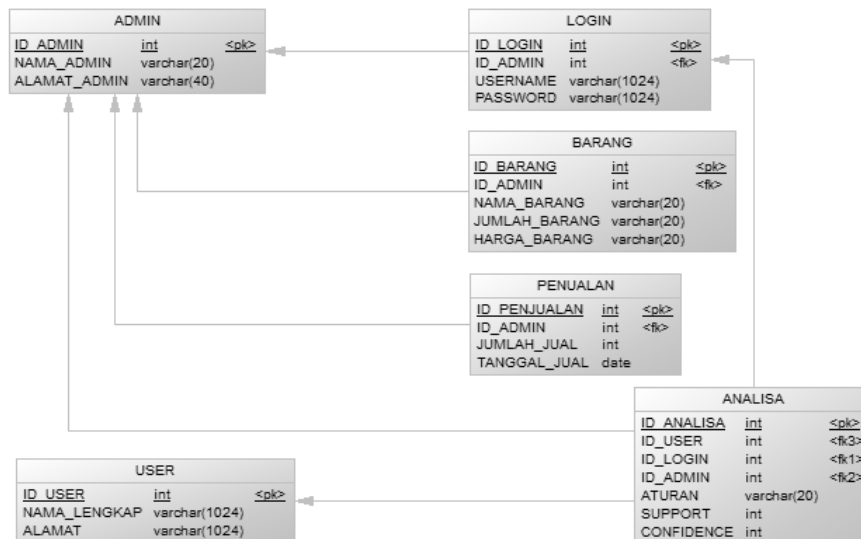 ADMIN
ID_ADMIN int <pk>
NAMA_ADMIN varchar(20)
ALAMAT_ADMIN varchar(40)
LOGIN
ID_LOGIN int <pk>
ID_ADMIN int <fk>
USERNAME varchar(1024)
PASSWORD varchar(1024)
BARANG
ID_BARANG int <pk>
ID_ADMIN int <fk>
NAMA_BARANG varchar(20)
JUMLAH_BARANG varchar(20)
HARGA_BARANG varchar(20)
PENUALAN
ID_PENJUALAN int <pk>
ID_ADMIN int <fk>
JUMLAH_JUAL int
TANGGAL_JUAL date
ANALISA
ID_ANALISA int <pk>
ID_USER int <fk3>
ID_LOGIN int <fk1>
ID_ADMIN int <fk2>
ATURAN varchar(20)
SUPPORT int
CONFIDENCE int
USER
ID_USER int <pk>
NAMA_LENGKAP varchar(1024)
ALAMAT varchar(1024)